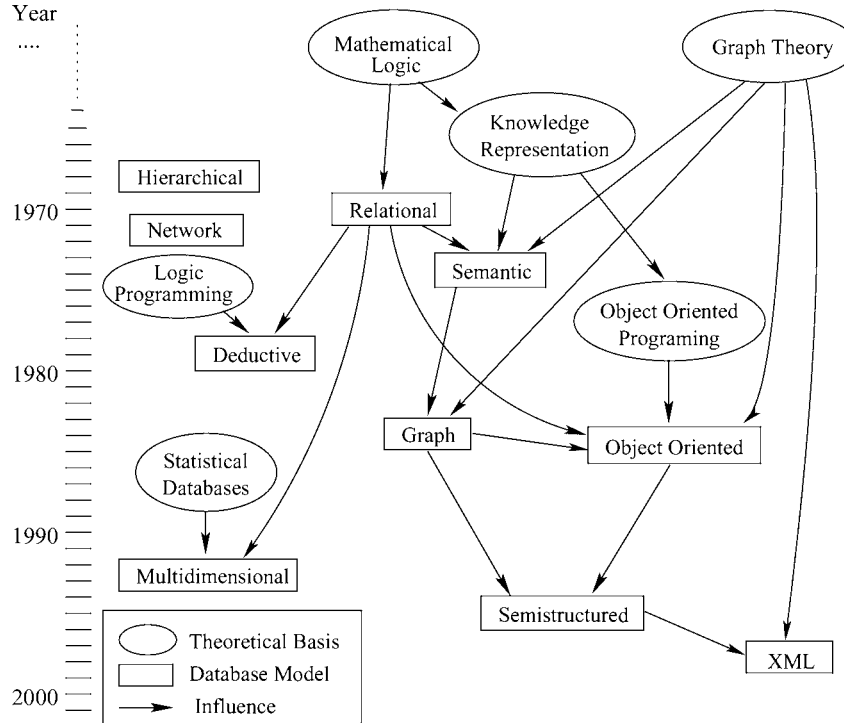 Year
....
Mathematical
Logic
Graph Theory
Knowledge
Representation
Hierarchical
1970
Relational
Network
Semantic
Logic
Programming
Object Oriented
Programing
Deductive
1980
Graph
Object Oriented
Statistical
Databases
1990
Multidimensional
Semistructured
Theoretical Basis
XML
Database Model
2000
Influence